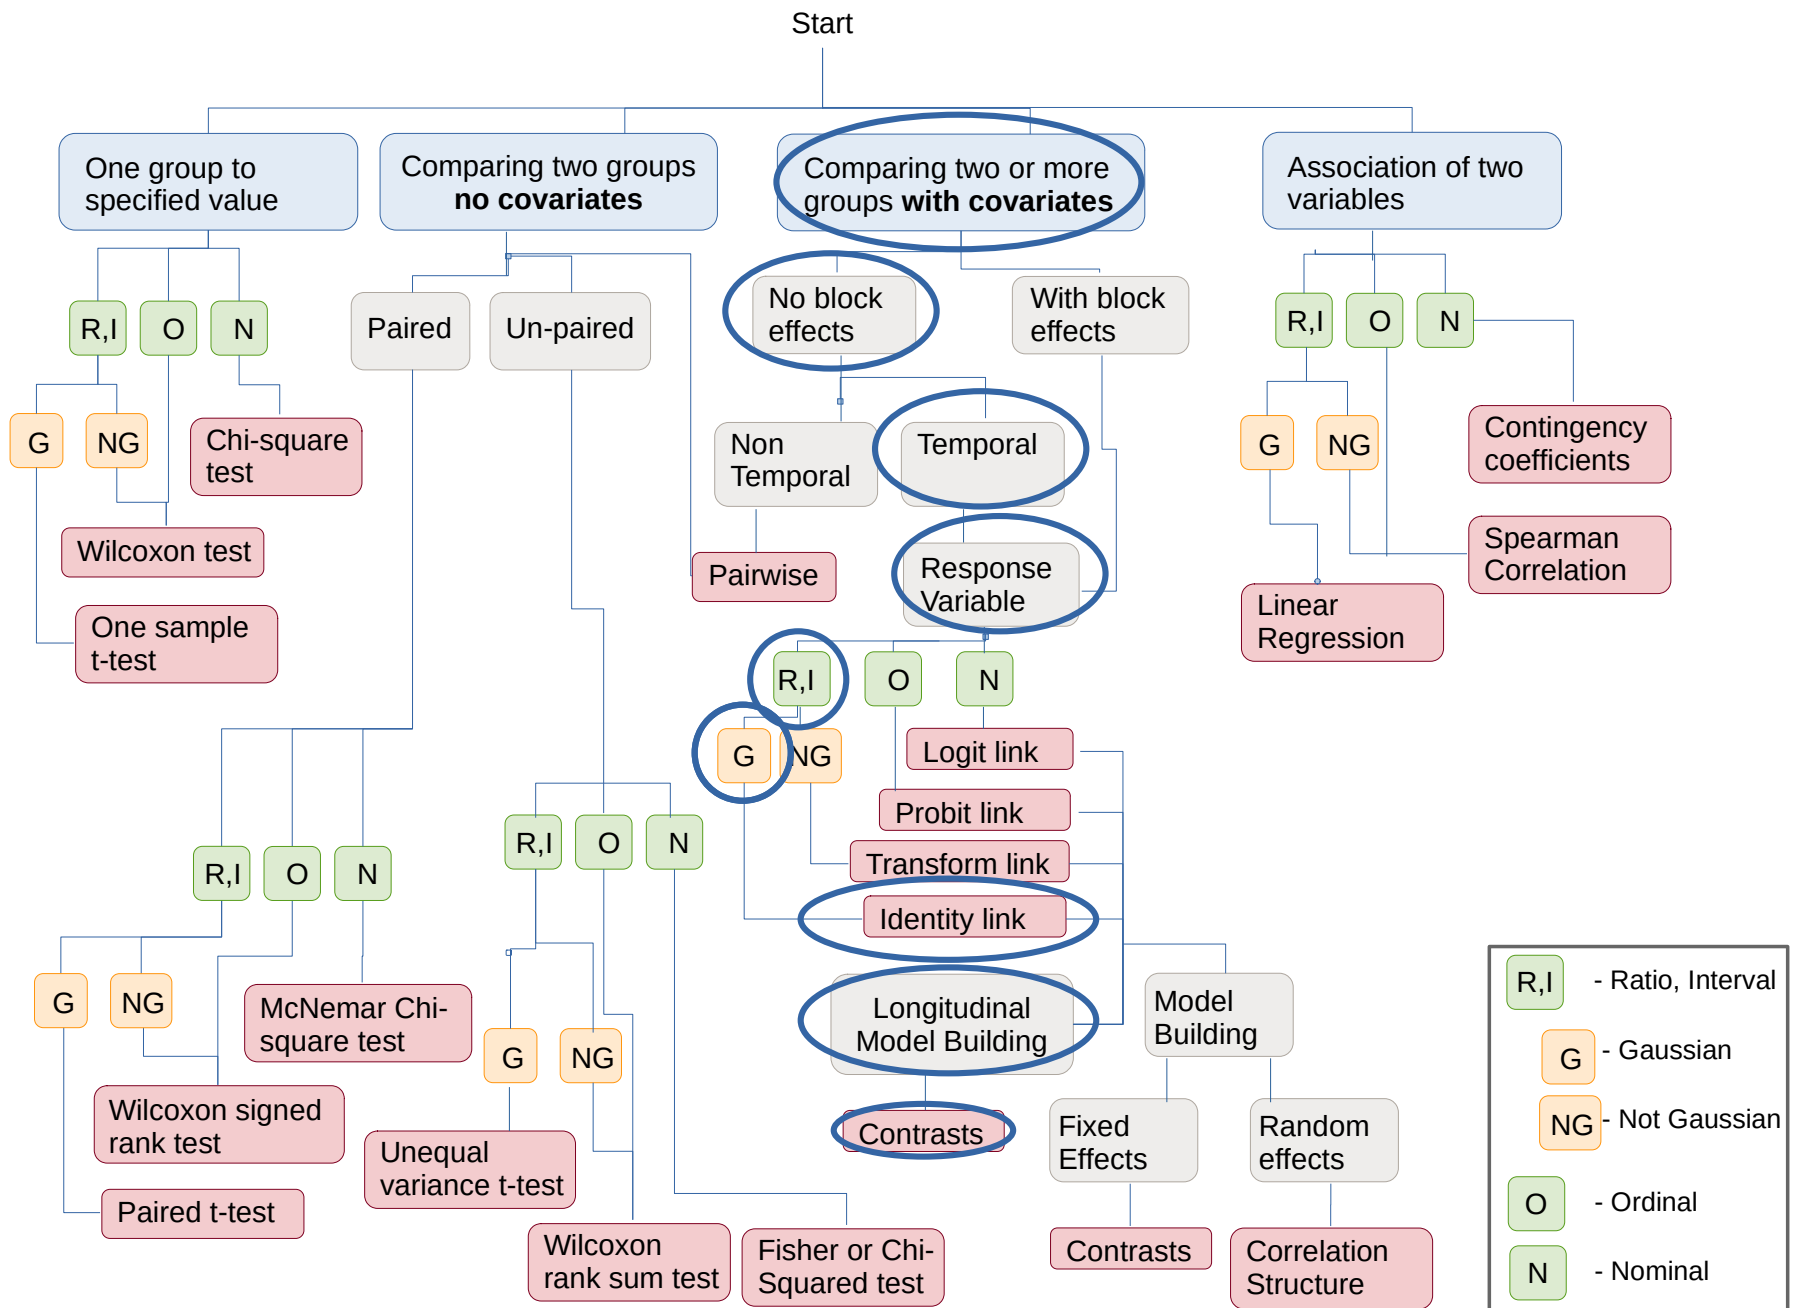 Start
One group to
specified value
Comparing two groups
no covariates
Comparing two or more
groups with covariates
Association of two
variables
No block
effects
With block
effects
R,I
O
N
Paired
Un-paired
R,I
O
N
G
NG
Chi-square
test
Non
Temporal
Temporal
G
NG
Contingency
coefficients
Wilcoxon test
Pairwise
Response
Variable
Spearman
Correlation
One sample
t-test
Linear
Regression
R,I
O
N
G
NG
Logit link
Probit link
Transform link
Identity link
R,I
O
N
R,I
O
N
G
NG
McNemar Chi-
square test
G
NG
Longitudinal
Model Building
Model
Building
Wilcoxon signed
rank test
Unequal
variance t-test
Contrasts
Fixed
Effects
Random
effects
Paired t-test
Wilcoxon
rank sum test
Fisher or Chi-
Squared test
Contrasts
Correlation
Structure
R,I - Ratio, Interval
G - Gaussian
NG - Not Gaussian
O - Ordinal
N - Nominal